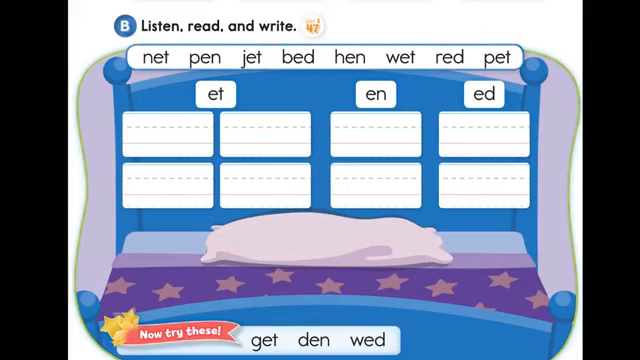 B Listen, read, and write.
net pen jet bed hen wet red pet
et en ed
Now try these! get den wed